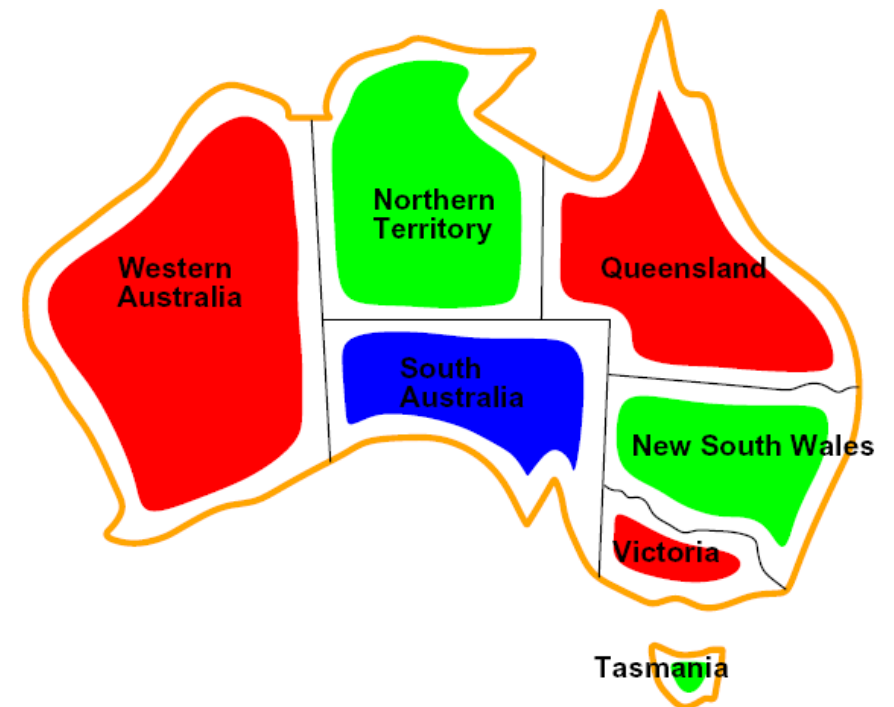 Northern
Territory
Western
Australia
Queensland
South
Australia
New South Wales
Victoria
Tasmania